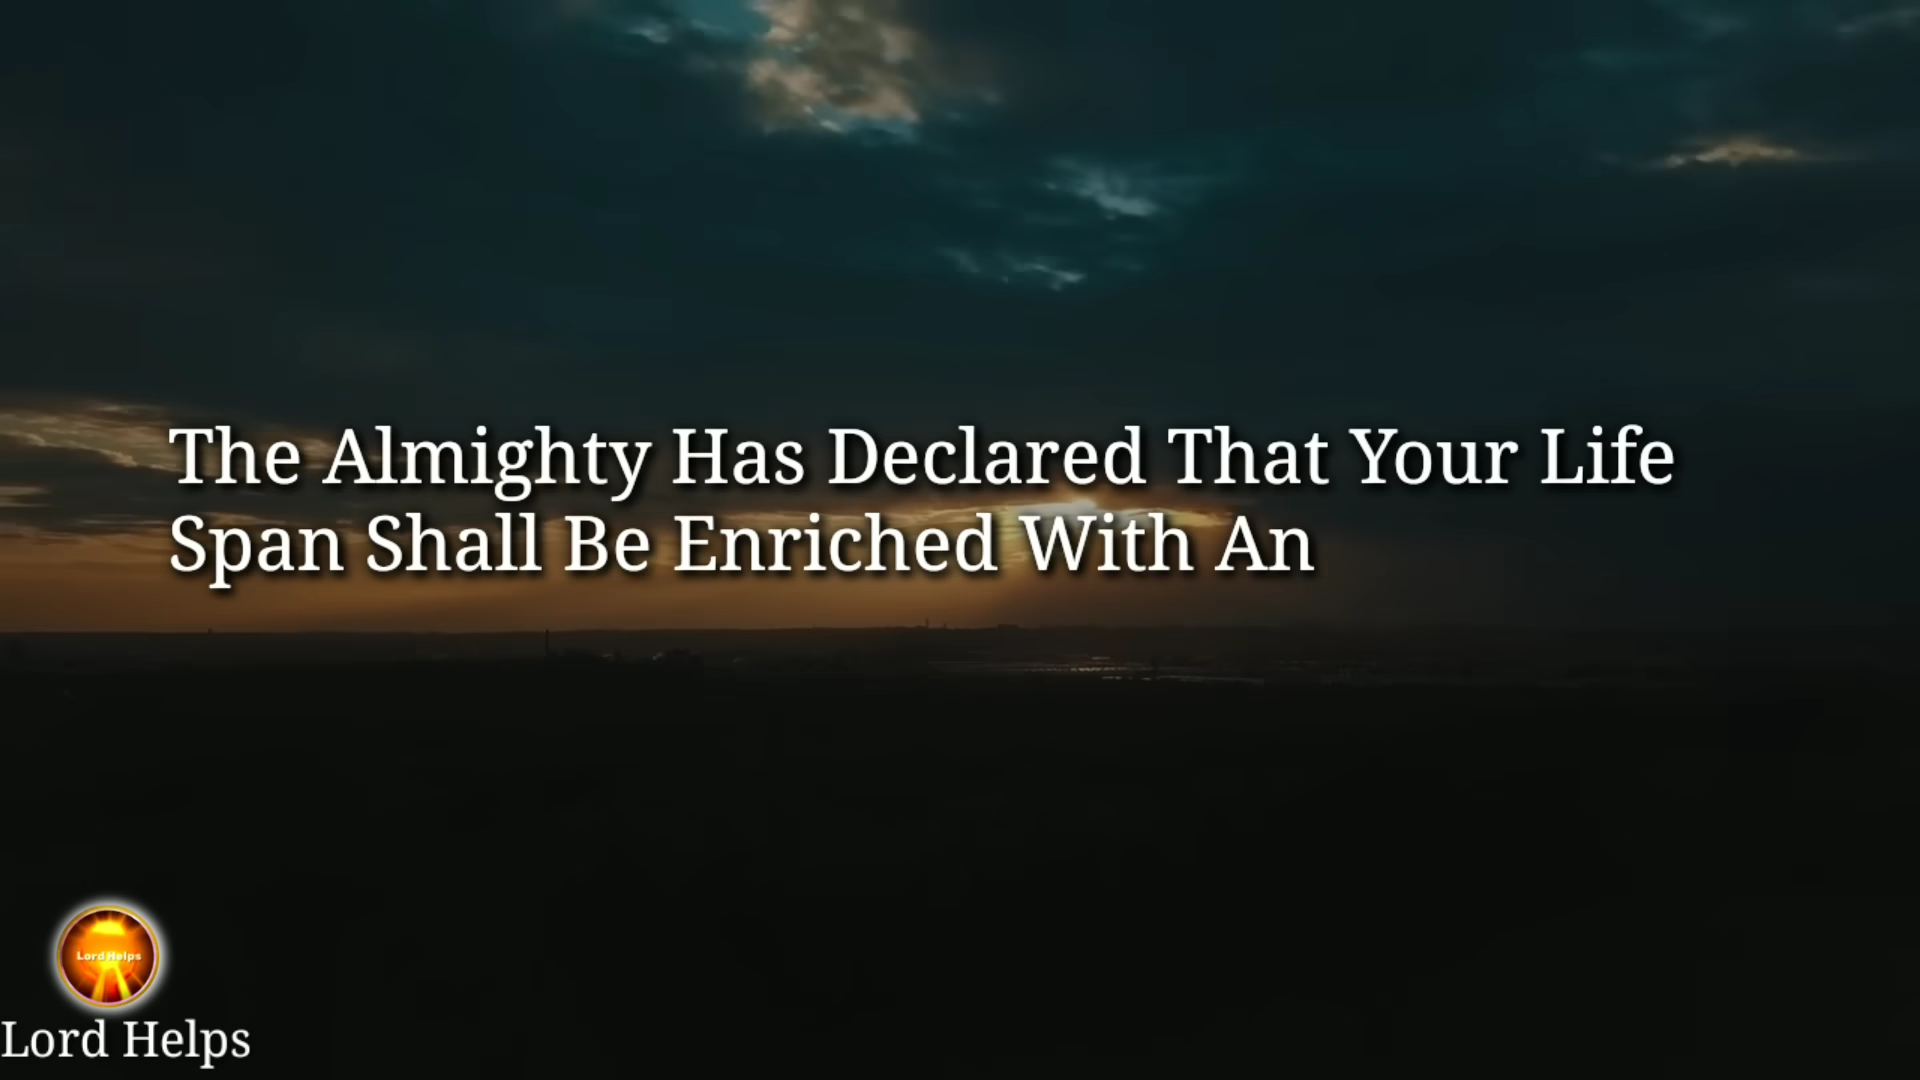 The Almighty Has Declared That Your Life
Span Shall Be Enriched With An
Lord Helps
Lord Helps